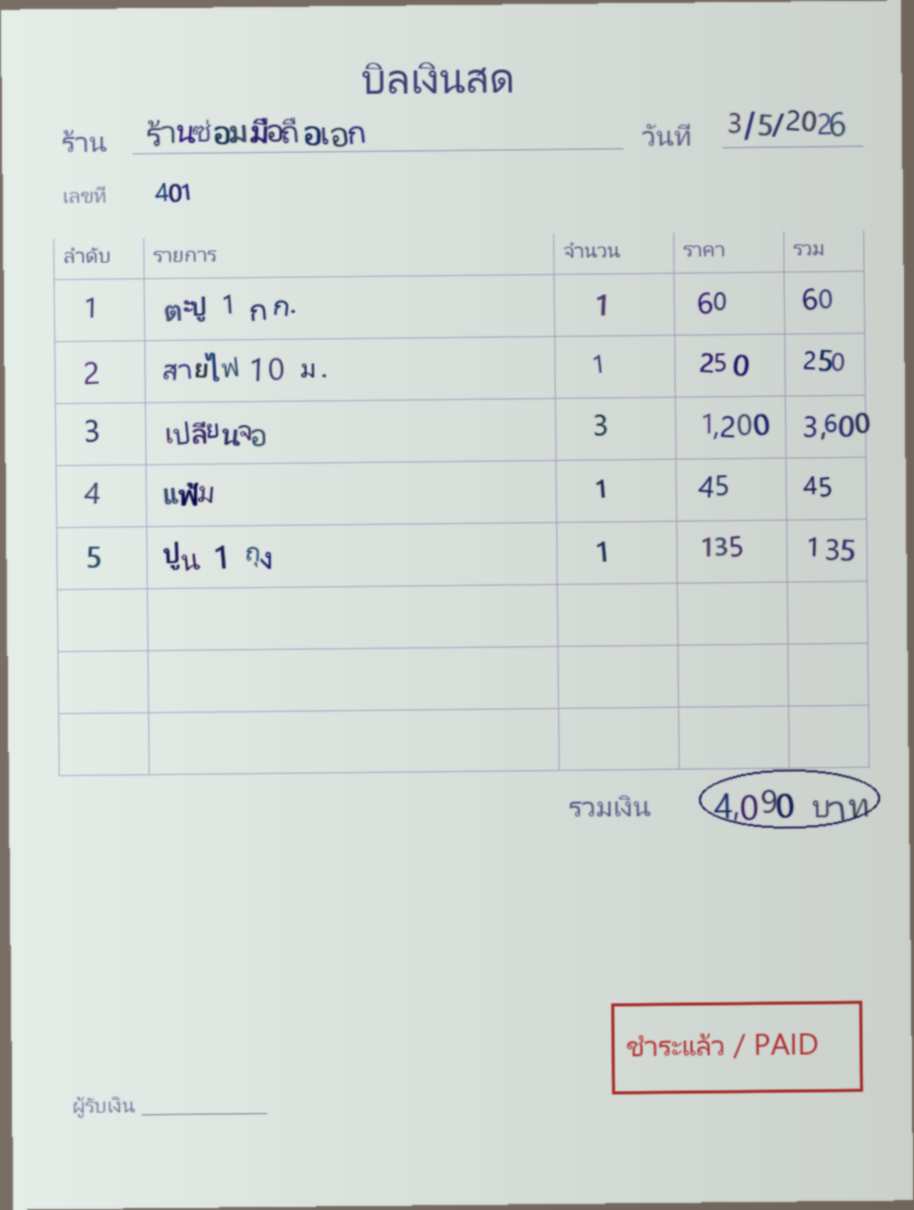 บิลเงินสด
ร้าน ร้านซ่อมมือถือเอก วันที่ 3/5/2026
เลขที่ 401
ลำดับ รายการ จำนวน ราคา รวม
1 ตะปู 1 กก. 1 60 60
2 สายไฟ 10 ม. 1 250 250
3 เปลี่ยนจอ 3 1,200 3,600
4 แฟ้ม 1 45 45
5 ปูน 1 ถุง 1 135 135
รวมเงิน 4,090 บาท
ชำระแล้ว / PAID
ผู้รับเงิน